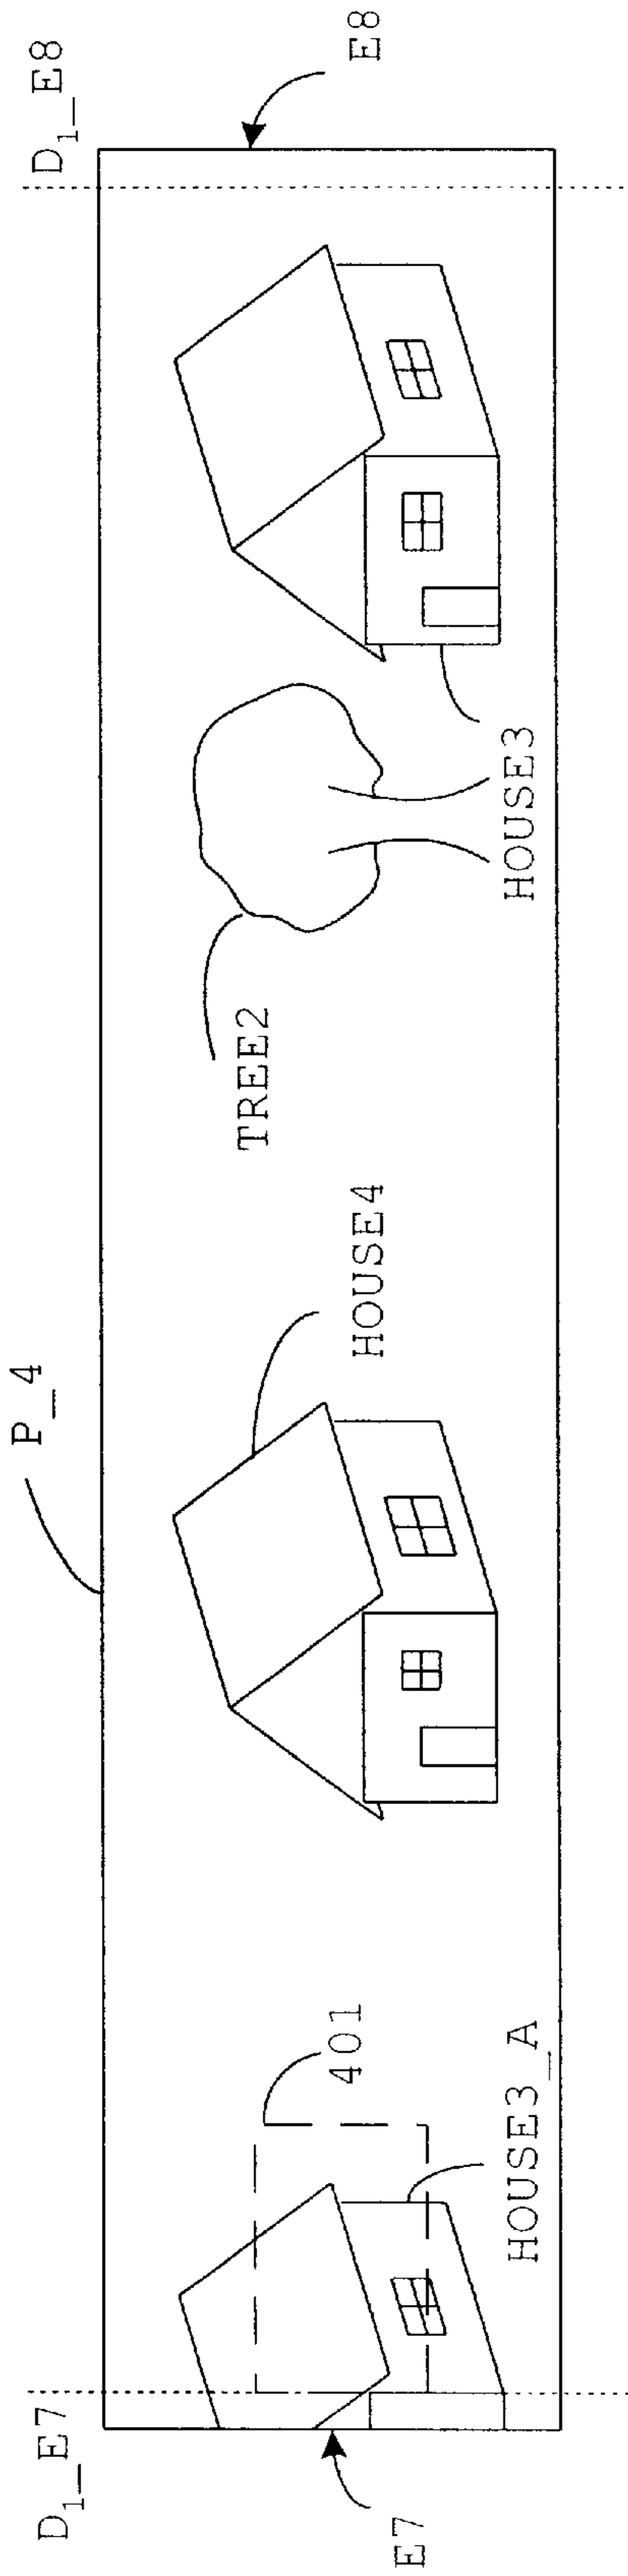 D1_E7
E7
401
HOUSE3_A
P_4
HOUSE4
TREE2
HOUSE3
D1_E8
E8